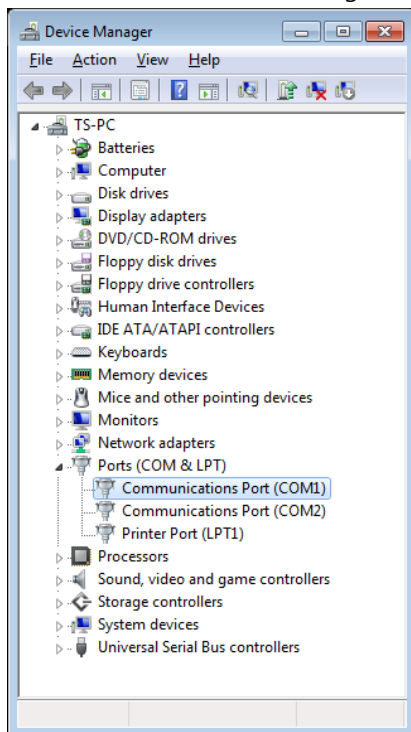 Device Manager
File Action View Help
TS-PC
Batteries
Computer
Disk drives
Display adapters
DVD/CD-ROM drives
Floppy disk drives
Floppy drive controllers
Human Interface Devices
IDE ATA/ATAPI controllers
Keyboards
Memory devices
Mice and other pointing devices
Monitors
Network adapters
Ports (COM & LPT)
Communications Port (COM1)
Communications Port (COM2)
Printer Port (LPT1)
Processors
Sound, video and game controllers
Storage controllers
System devices
Universal Serial Bus controllers